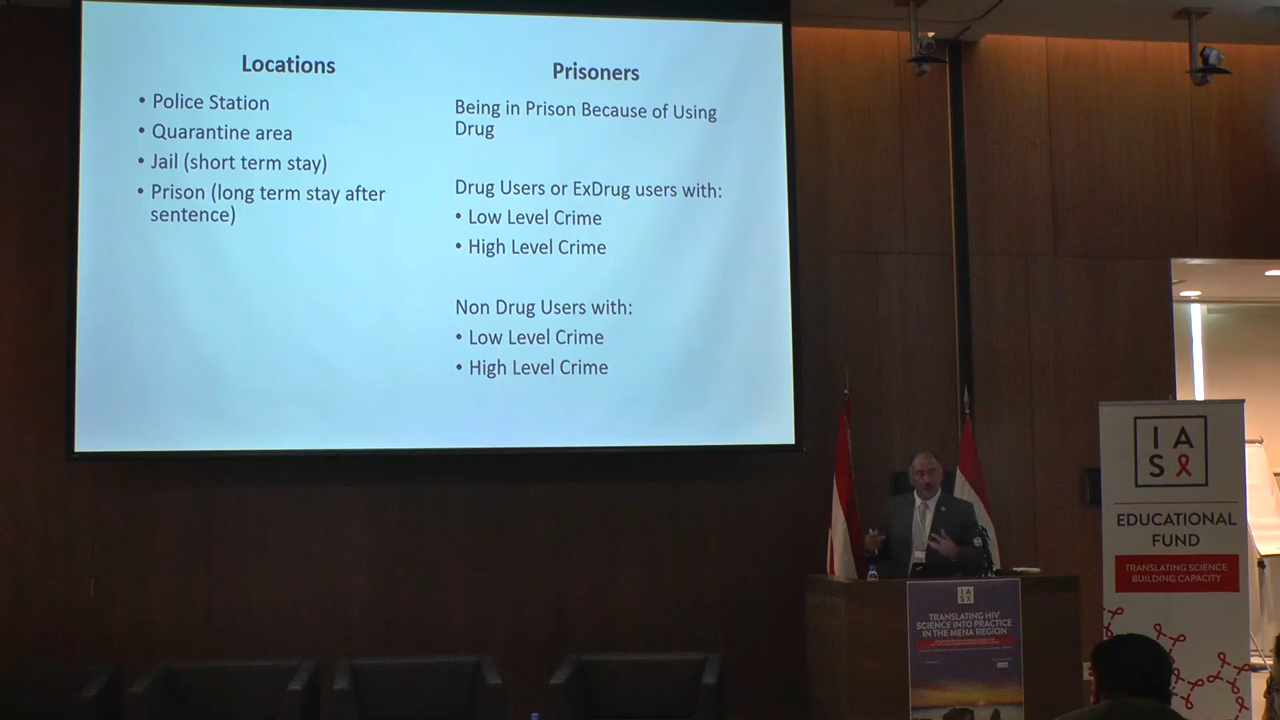 Locations
• Police Station
• Quarantine area
• Jail (short term stay)
• Prison (long term stay after
sentence)
Prisoners
Being in Prison Because of Using
Drug
Drug Users or ExDrug users with:
• Low Level Crime
• High Level Crime
Non Drug Users with:
• Low Level Crime
• High Level Crime
IAS
EDUCATIONAL
FUND
TRANSLATING SCIENCE
BUILDING CAPACITY
IAS
TRANSLATING HIV
SCIENCE INTO PRACTICE
IN THE MENA REGION